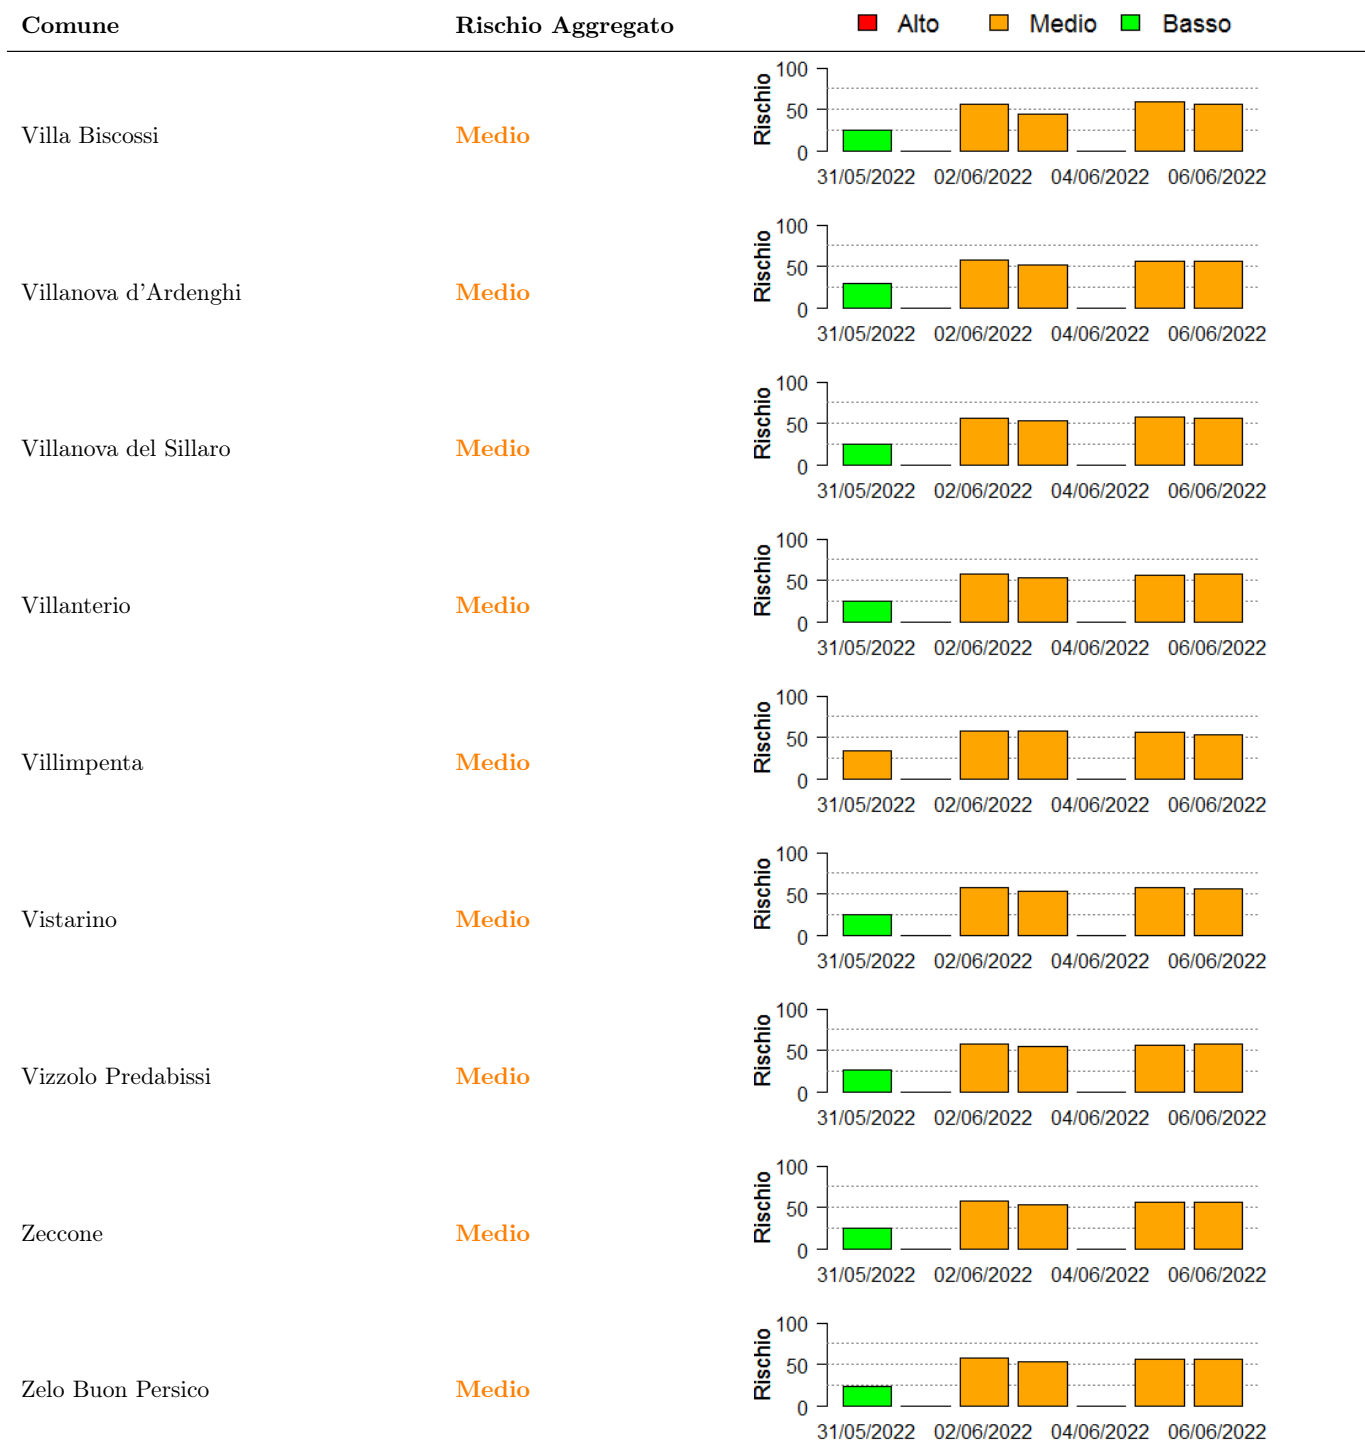 Comune Rischio Aggregato Alto Medio Basso
100
50
0
Rischio
Villa Biscossi Medio
31/05/2022 02/06/2022 04/06/2022 06/06/2022
100
50
0
Rischio
Villanova d'Ardenghi Medio
31/05/2022 02/06/2022 04/06/2022 06/06/2022
100
50
0
Rischio
Villanova del Sillaro Medio
31/05/2022 02/06/2022 04/06/2022 06/06/2022
100
50
0
Rischio
Villanterio Medio
31/05/2022 02/06/2022 04/06/2022 06/06/2022
100
50
0
Rischio
Villimpenta Medio
31/05/2022 02/06/2022 04/06/2022 06/06/2022
100
50
0
Rischio
Vistarino Medio
31/05/2022 02/06/2022 04/06/2022 06/06/2022
100
50
0
Rischio
Vizzolo Predabissi Medio
31/05/2022 02/06/2022 04/06/2022 06/06/2022
100
50
0
Rischio
Zeccone Medio
31/05/2022 02/06/2022 04/06/2022 06/06/2022
100
50
0
Rischio
Zelo Buon Persico Medio
31/05/2022 02/06/2022 04/06/2022 06/06/2022